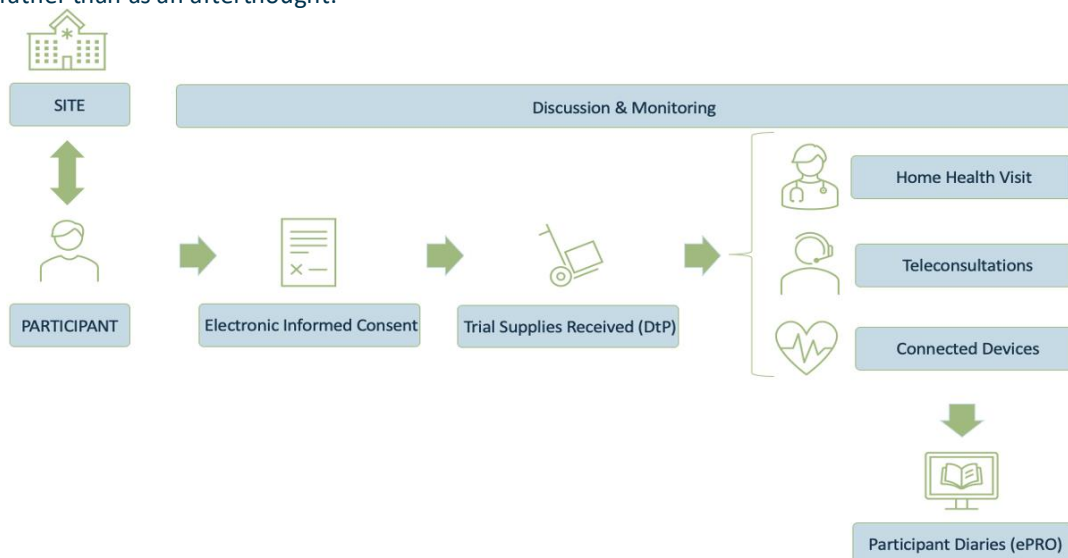 rather than as an afterthought.
SITE
Discussion & Monitoring
Home Health Visit
Teleconsultations
PARTICIPANT
Electronic Informed Consent
Trial Supplies Received (DtP)
Connected Devices
Participant Diaries (ePRO)